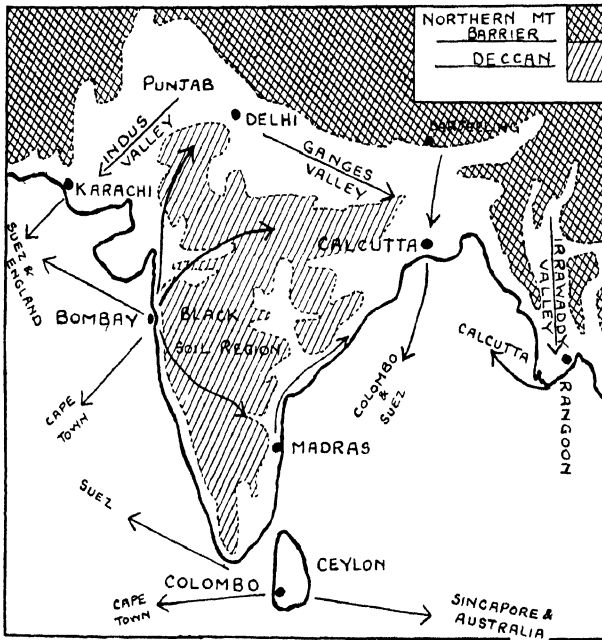 NORTHERN MT
BARRIER
DECCAN
PUNJAB
DELHI
DARJEELING
INDUS
VALLEY
GANGES
VALLEY
KARACHI
SUEZ &
ENGLAND
CALCUTTA
IRRAWADDY
VALLEY
BOMBAY
BLACK
SOIL REGION
CALCUTTA
RANGOON
COLOMBO
& SUEZ
CAPE
TOWN
MADRAS
SUEZ
CEYLON
COLOMBO
CAPE
TOWN
SINGAPORE &
AUSTRALIA